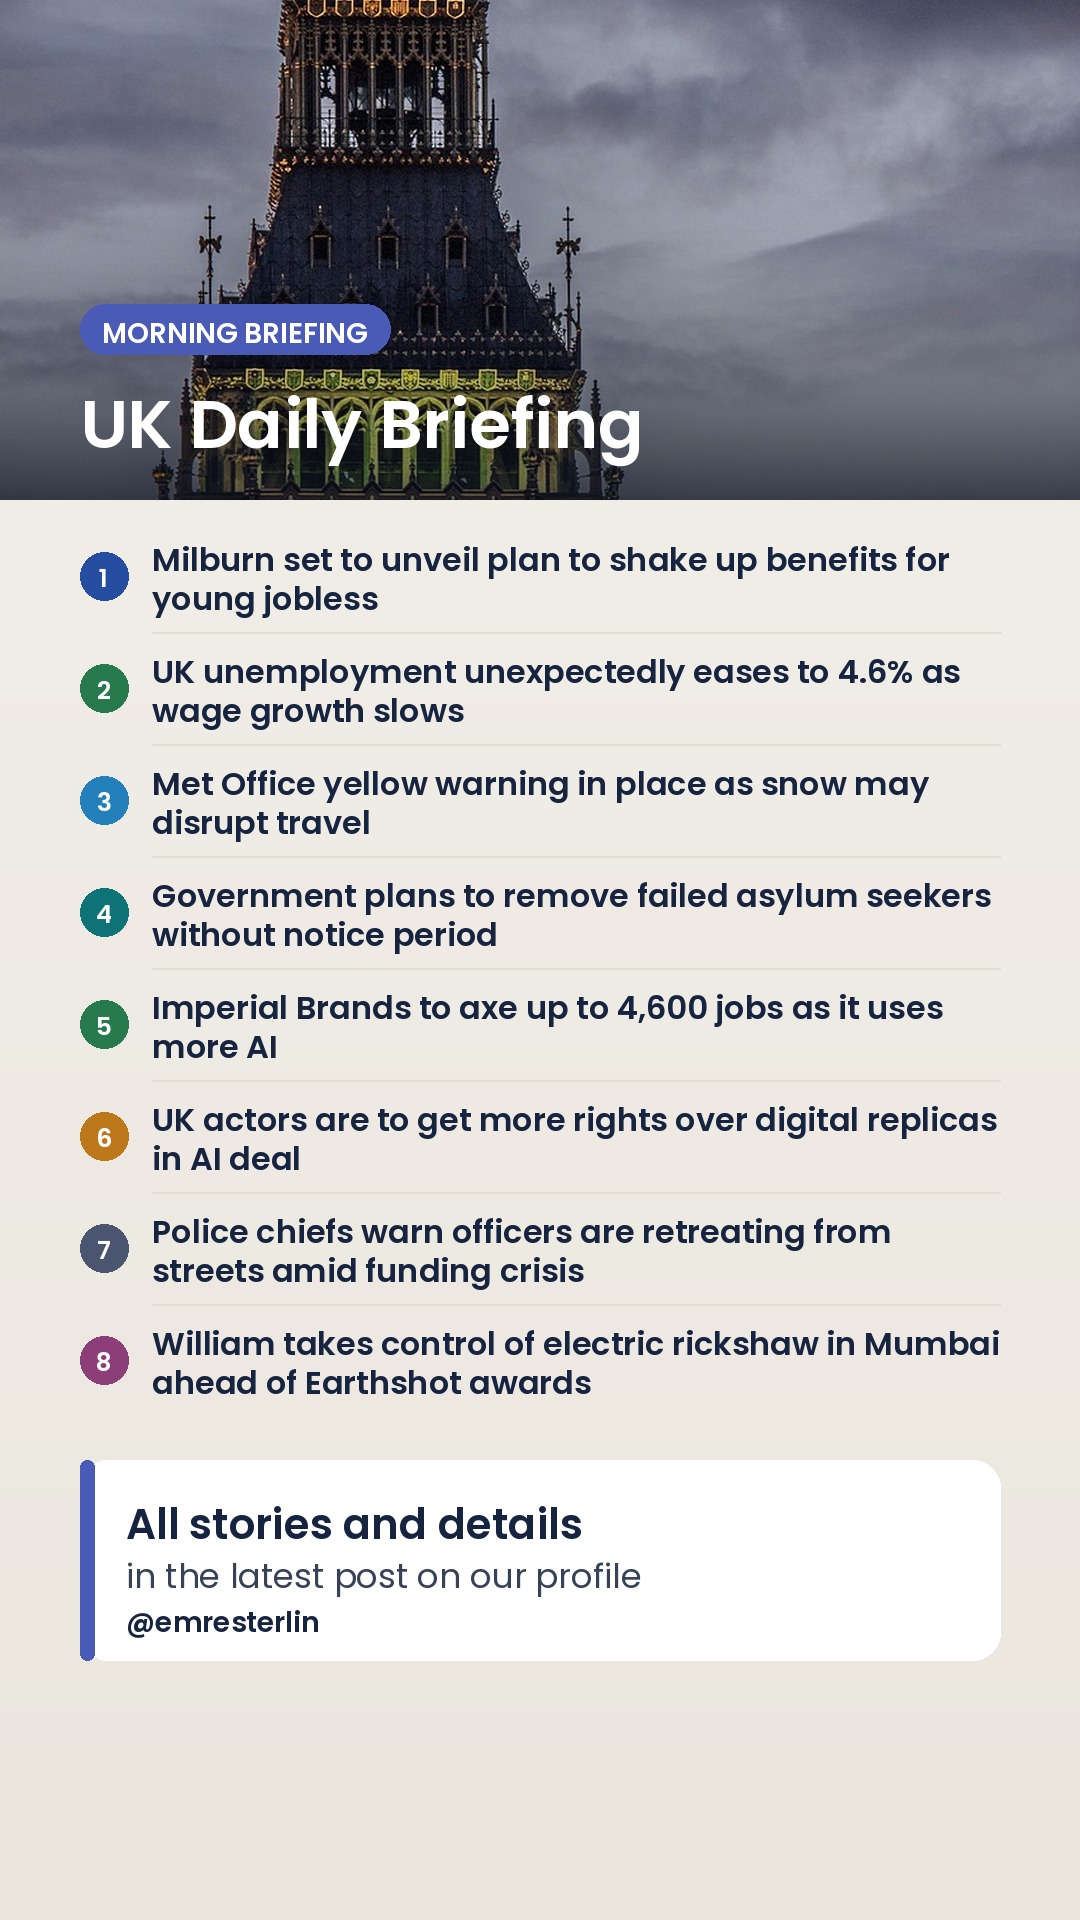 MORNING BRIEFING
UK Daily Briefing
1
Milburn set to unveil plan to shake up benefits for
young jobless
2
UK unemployment unexpectedly eases to 4.6% as
wage growth slows
3
Met Office yellow warning in place as snow may
disrupt travel
4
Government plans to remove failed asylum seekers
without notice period
5
Imperial Brands to axe up to 4,600 jobs as it uses
more AI
6
UK actors are to get more rights over digital replicas
in AI deal
7
Police chiefs warn officers are retreating from
streets amid funding crisis
8
William takes control of electric rickshaw in Mumbai
ahead of Earthshot awards
All stories and details
in the latest post on our profile
@emresterlin